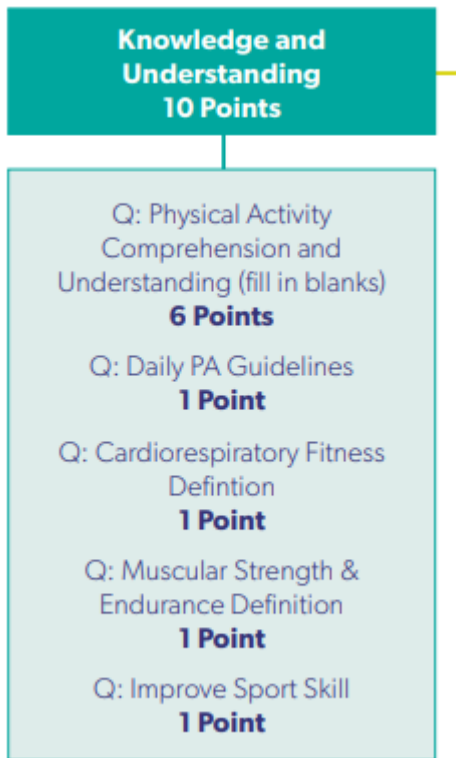 Knowledge and
Understanding
10 Points
Q: Physical Activity
Comprehension and
Understanding (fill in blanks)
6 Points
Q: Daily PA Guidelines
1 Point
Q: Cardiorespiratory Fitness
Defintion
1 Point
Q: Muscular Strength &
Endurance Definition
1 Point
Q: Improve Sport Skill
1 Point